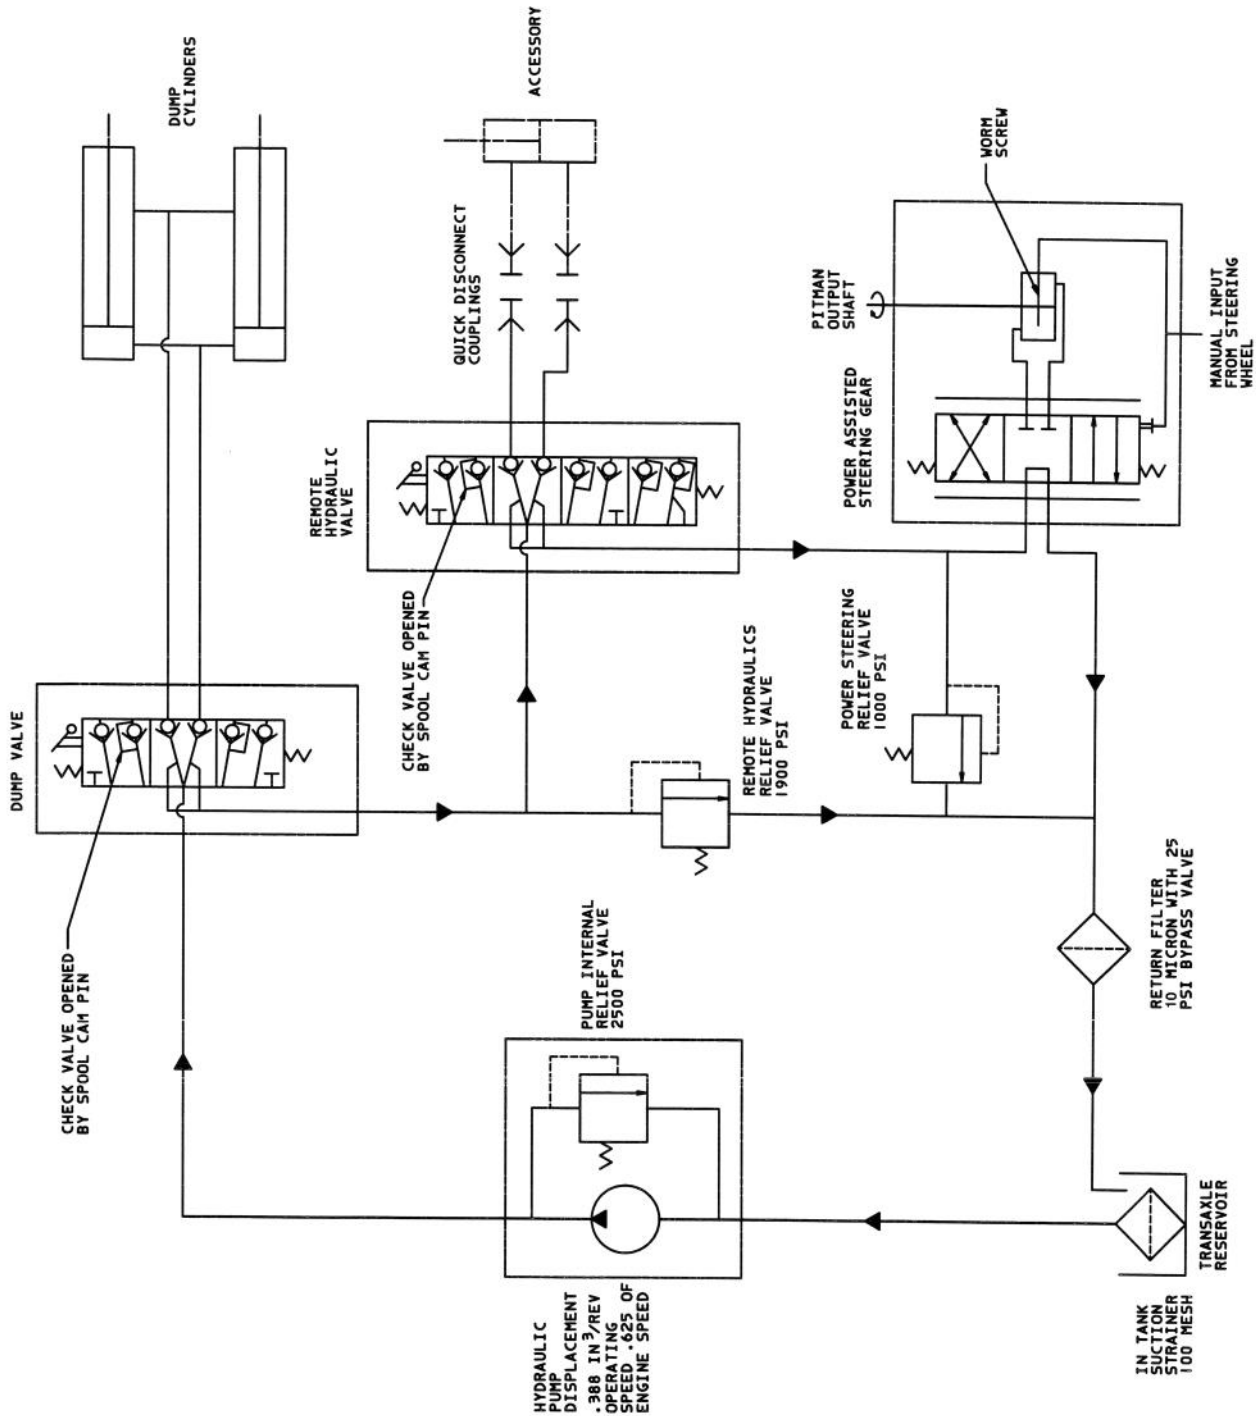 DUMP VALVE
CHECK VALVE OPENED
BY SPOOL CAM PIN
DUMP
CYLINDERS
REMOTE
HYDRAULIC
VALVE
CHECK VALVE OPENED
BY SPOOL CAM PIN
QUICK DISCONNECT
COUPLINGS
ACCESSORY
PUMP INTERNAL
RELIEF VALVE
2500 PSI
REMOTE HYDRAULICS
RELIEF VALVE
1900 PSI
POWER STEERING
RELIEF VALVE
1000 PSI
POWER ASSISTED
STEERING GEAR
PITMAN
OUTPUT
SHAFT
WORM
SCREW
MANUAL INPUT
FROM STEERING
WHEEL
HYDRAULIC
PUMP
DISPLACEMENT
.388 IN³/REV
OPERATING
SPEED .625 OF
ENGINE SPEED
RETURN FILTER
10 MICRON WITH 25
PSI BYPASS VALVE
IN TANK
SUCTION
STRAINER
100 MESH
TRANSAXLE
RESERVOIR